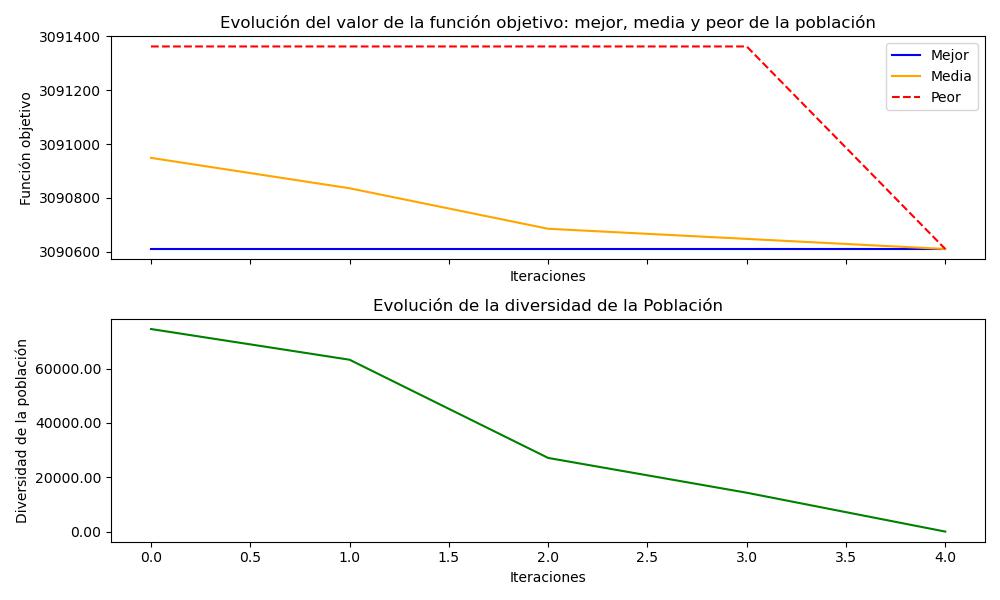 Evolución del valor de la función objetivo: mejor, media y peor de la población
3091400
3091200
3091000
3090800
3090600
Función objetivo
Mejor
Media
Peor
Iteraciones
Evolución de la diversidad de la Población
60000.00
40000.00
20000.00
0.00
Diversidad de la población
0.0 0.5 1.0 1.5 2.0 2.5 3.0 3.5 4.0
Iteraciones